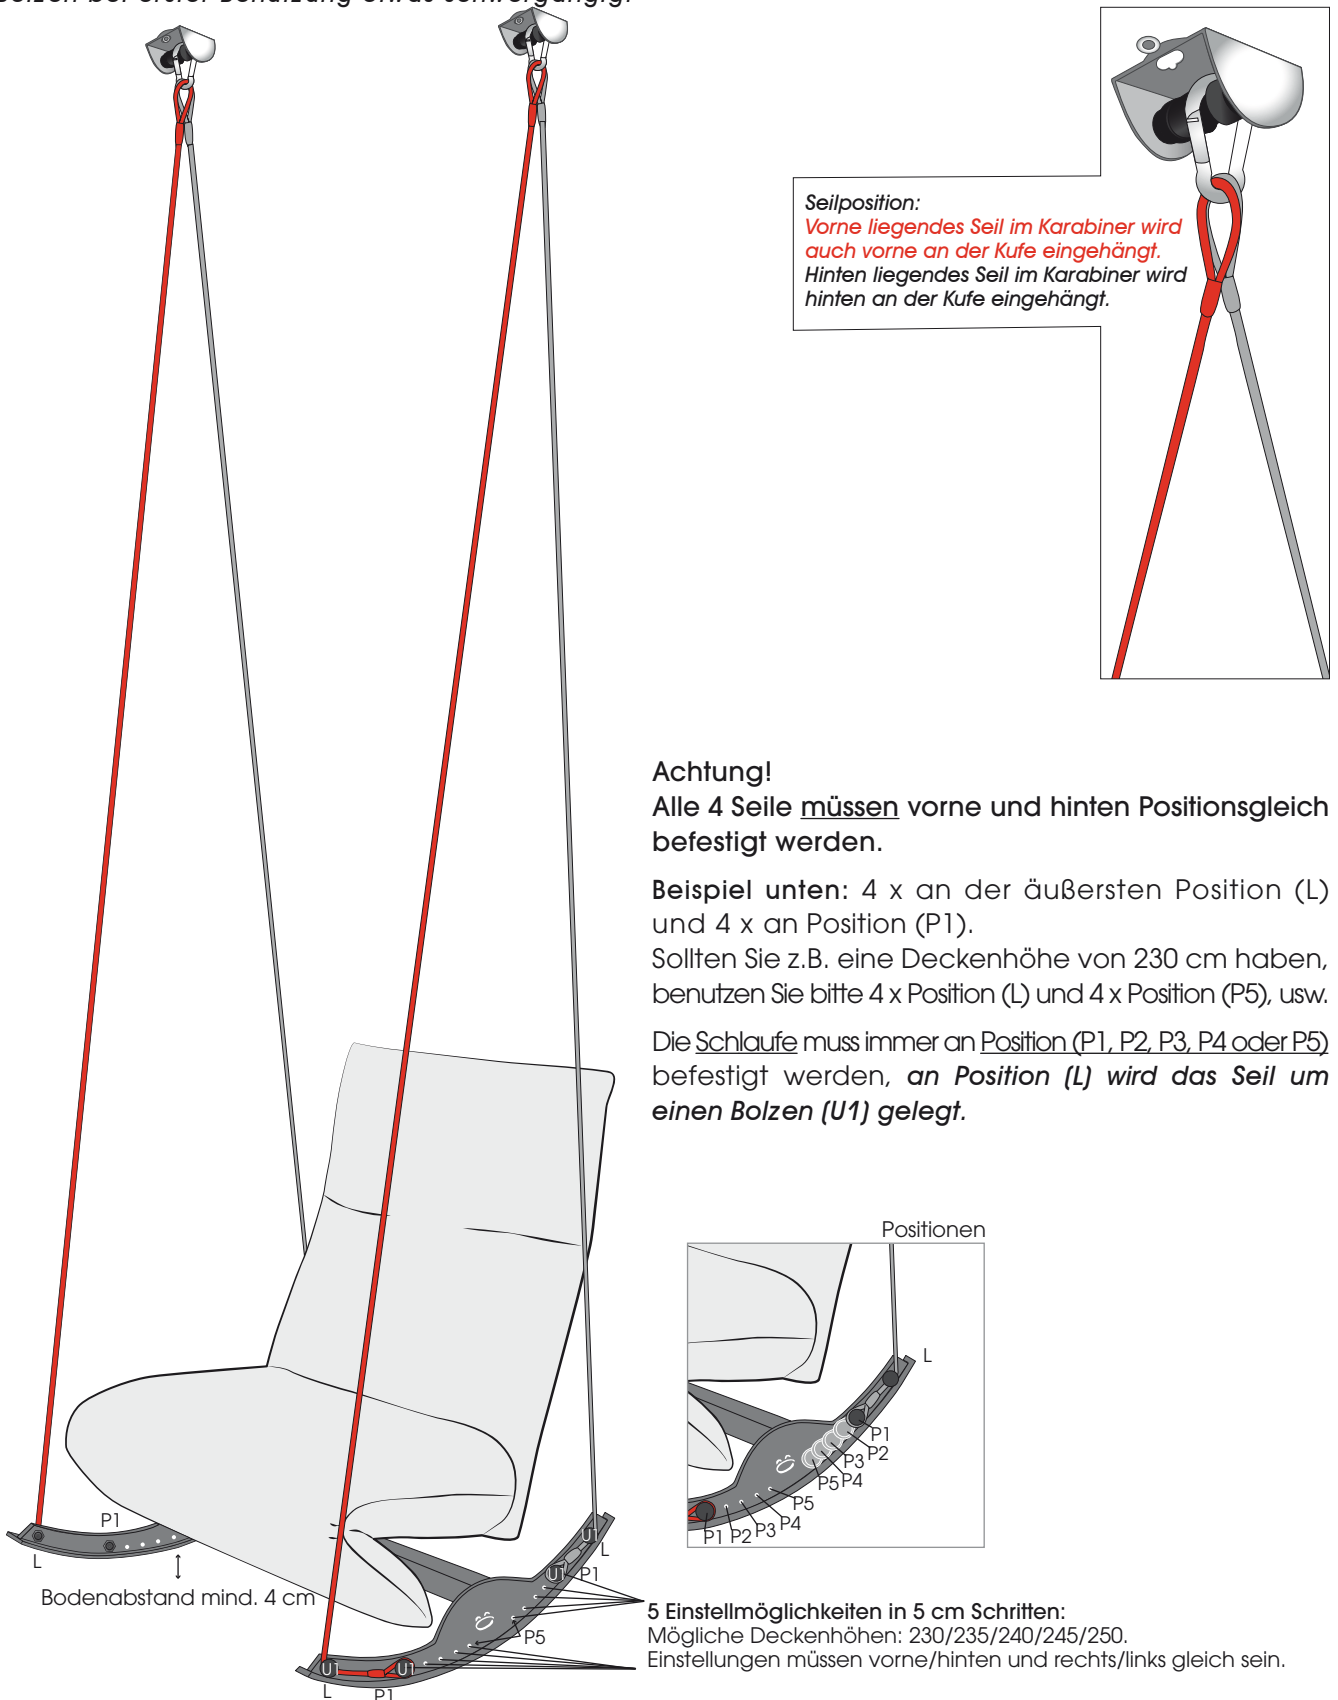 Seilposition:
Vorne liegendes Seil im Karabiner wird
auch vorne an der Kufe eingehängt.
Hinten liegendes Seil im Karabiner wird
hinten an der Kufe eingehängt.
Achtung!
Alle 4 Seile müssen vorne und hinten Positionsgleich
befestigt werden.
Beispiel unten: 4 x an der äußersten Position (L)
und 4 x an Position (P1).
Sollten Sie z.B. eine Deckenhöhe von 230 cm haben,
benutzen Sie bitte 4 x Position (L) und 4 x Position (P5), usw.
Die Schlaufe muss immer an Position (P1, P2, P3, P4 oder P5)
befestigt werden, an Position (L) wird das Seil um
einen Bolzen (U1) gelegt.
Positionen
L
P1
P2
P3
P4
P5
P5
P4
P3
P2
P1
P1
L
Bodenabstand mind. 4 cm
U1
L
U1
P1
P5
U1
U1
L
P1
5 Einstellmöglichkeiten in 5 cm Schritten:
Mögliche Deckenhöhen: 230/235/240/245/250.
Einstellungen müssen vorne/hinten und rechts/links gleich sein.